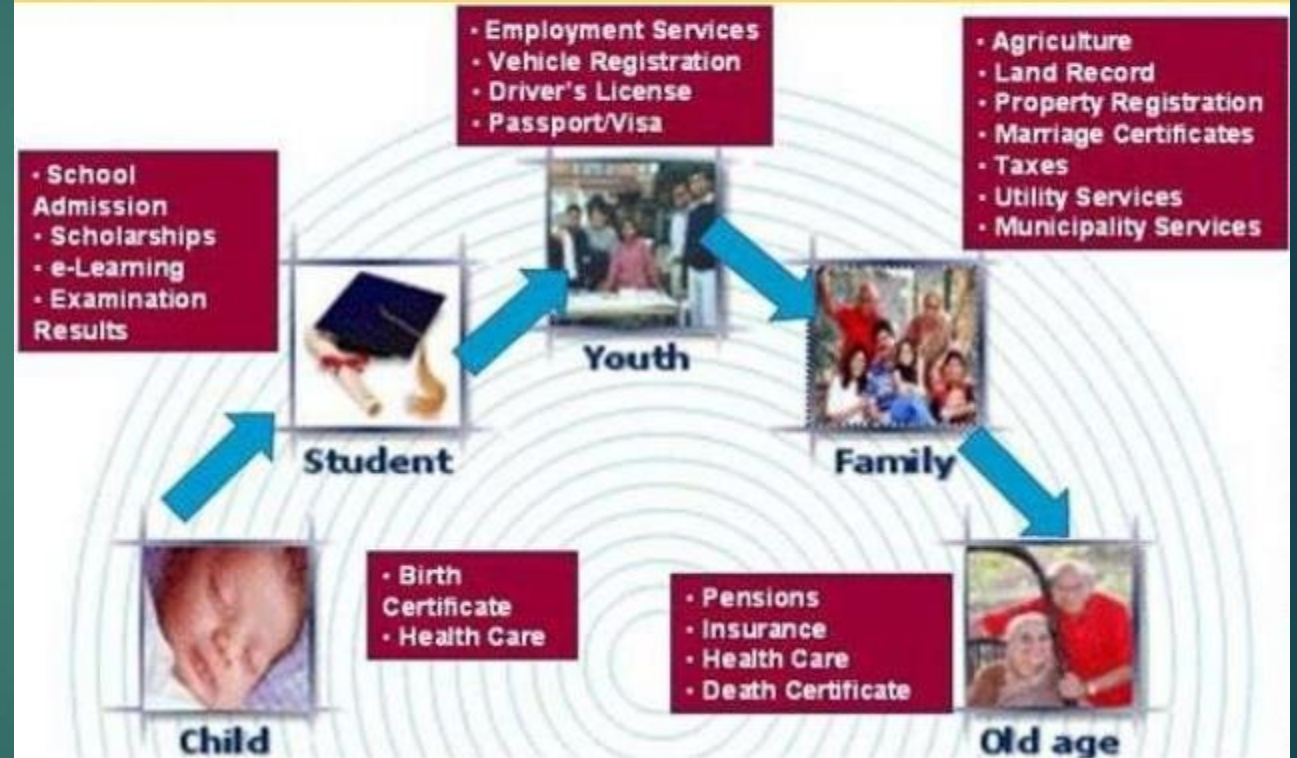 • Employment Services
• Vehicle Registration
• Driver's License
• Passport/Visa
• Agriculture
• Land Record
• Property Registration
• Marriage Certificates
• Taxes
• Utility Services
• Municipality Services
• School
Admission
• Scholarships
• e-Learning
• Examination
Results
Youth
Student
Family
• Birth
Certificate
• Health Care
• Pensions
• Insurance
• Health Care
• Death Certificate
Child
Old age